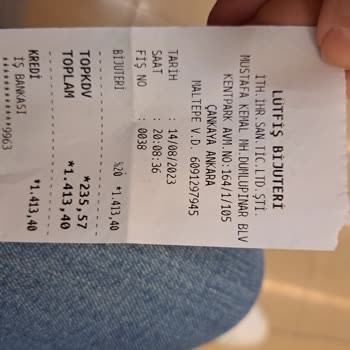 LÜTFİŞ BİJUTERİ
İTH.İHR.SAN.TİC.LTD.ŞTİ.
MUSTAFA KEMAL MH.DUMLUPINAR BLV
KENTPARK AVM.NO:164/1/105
ÇANKAYA ANKARA
MALTEPE V.D. 6091297945
TARİH : 14/08/2023
SAAT : 20:08:36
FİŞ NO : 0038
BİJUTERİ %20 *1.413,40
TOPKDV *235,57
TOPLAM *1.413,40
KREDİ *1.413,40
İŞ BANKASI
************9963